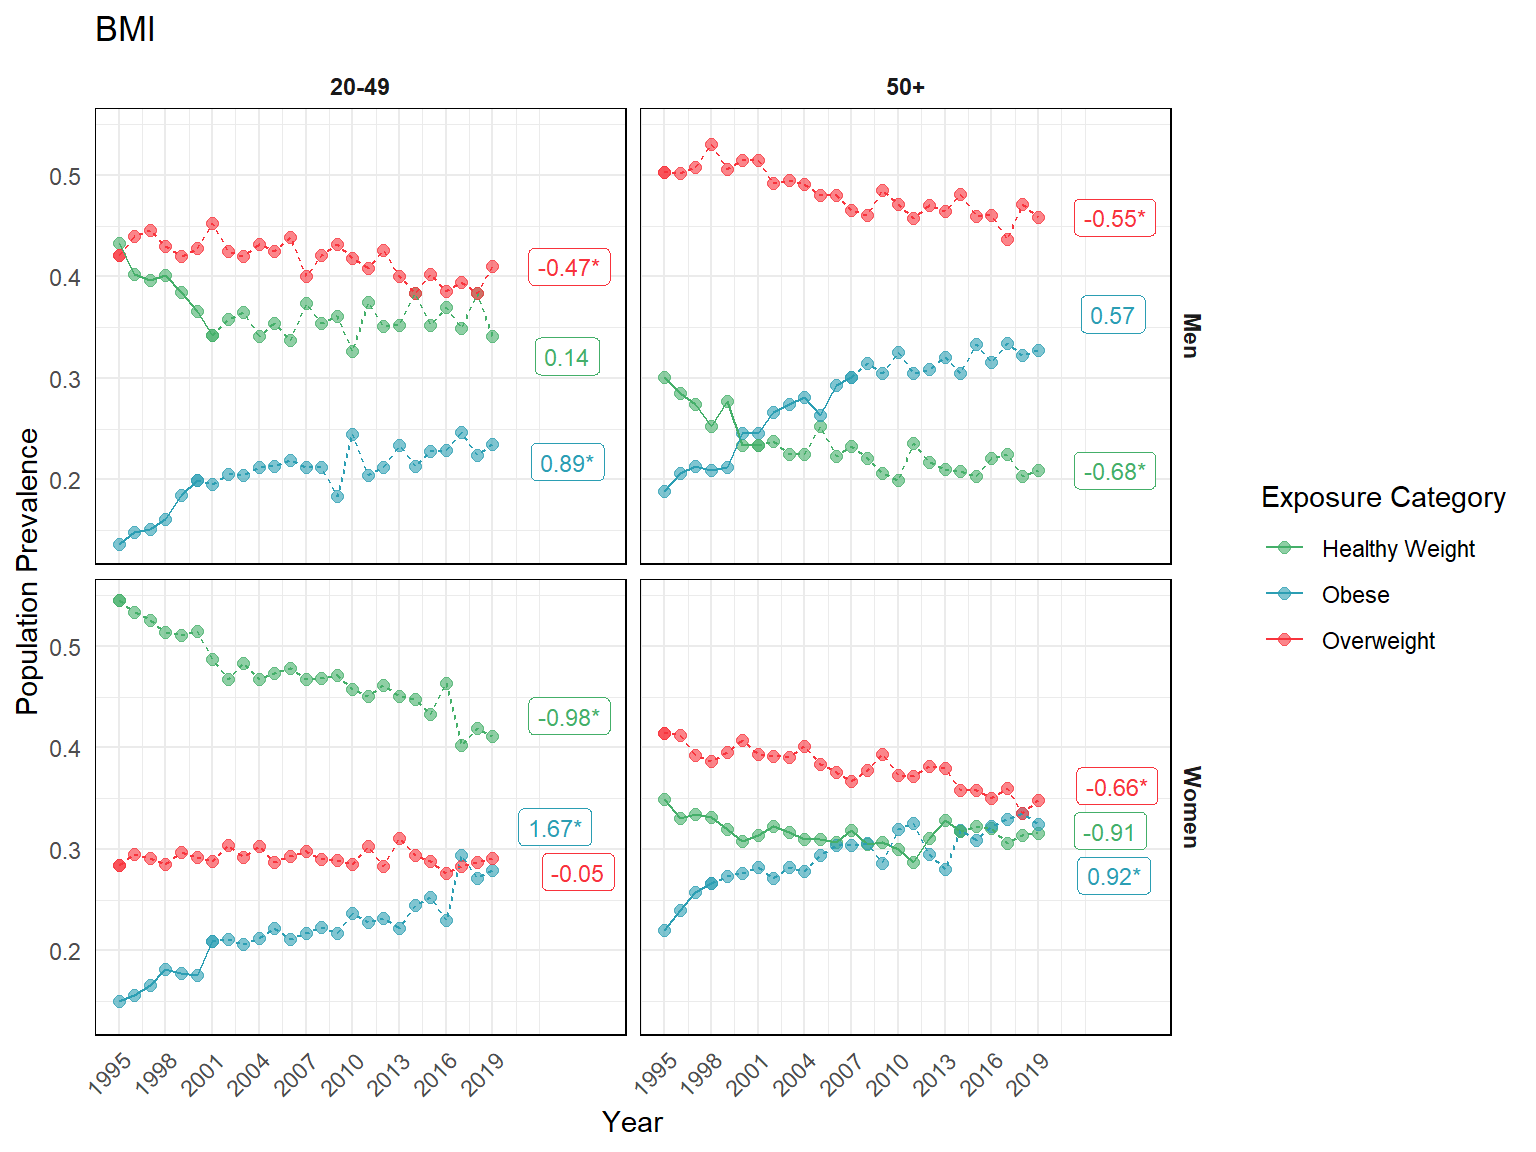 BMI
20-49
50+
Population Prevalence
0.5
0.4
0.3
0.2
-0.47*
0.14
0.89*
-0.55*
0.57
-0.68*
Men
0.5
0.4
0.3
0.2
-0.98*
1.67*
-0.05
-0.66*
-0.91
0.92*
Women
1995 1998 2001 2004 2007 2010 2013 2016 2019
1995 1998 2001 2004 2007 2010 2013 2016 2019
Year
Exposure Category
Healthy Weight
Obese
Overweight